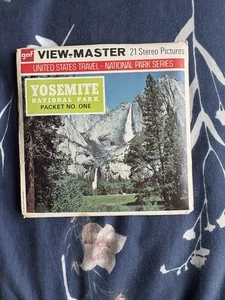 gaf VIEW-MASTER 21 Stereo Pictures
UNITED STATES TRAVEL - NATIONAL PARK SERIES
YOSEMITE
NATIONAL PARK
PACKET NO. ONE